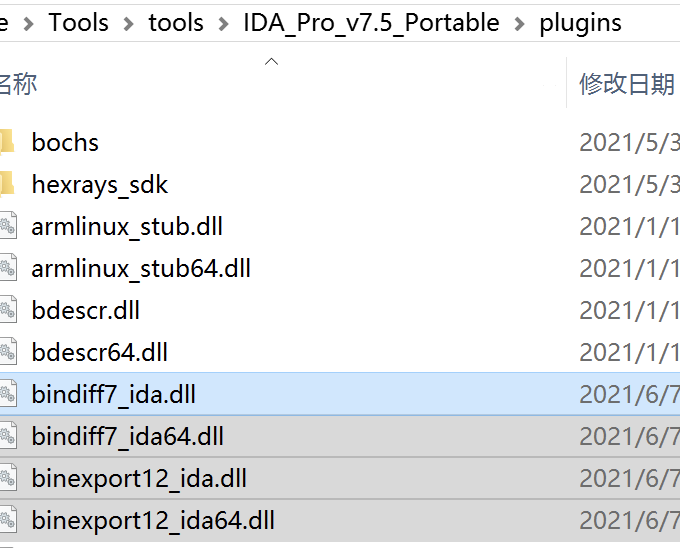 e > Tools > tools > IDA_Pro_v7.5_Portable > plugins
名称 修改日期
bochs 2021/5/3
hexrays_sdk 2021/5/3
armlinux_stub.dll 2021/1/1
armlinux_stub64.dll 2021/1/1
bdescr.dll 2021/1/1
bdescr64.dll 2021/1/1
bindiff7_ida.dll 2021/6/7
bindiff7_ida64.dll 2021/6/7
binexport12_ida.dll 2021/6/7
binexport12_ida64.dll 2021/6/7